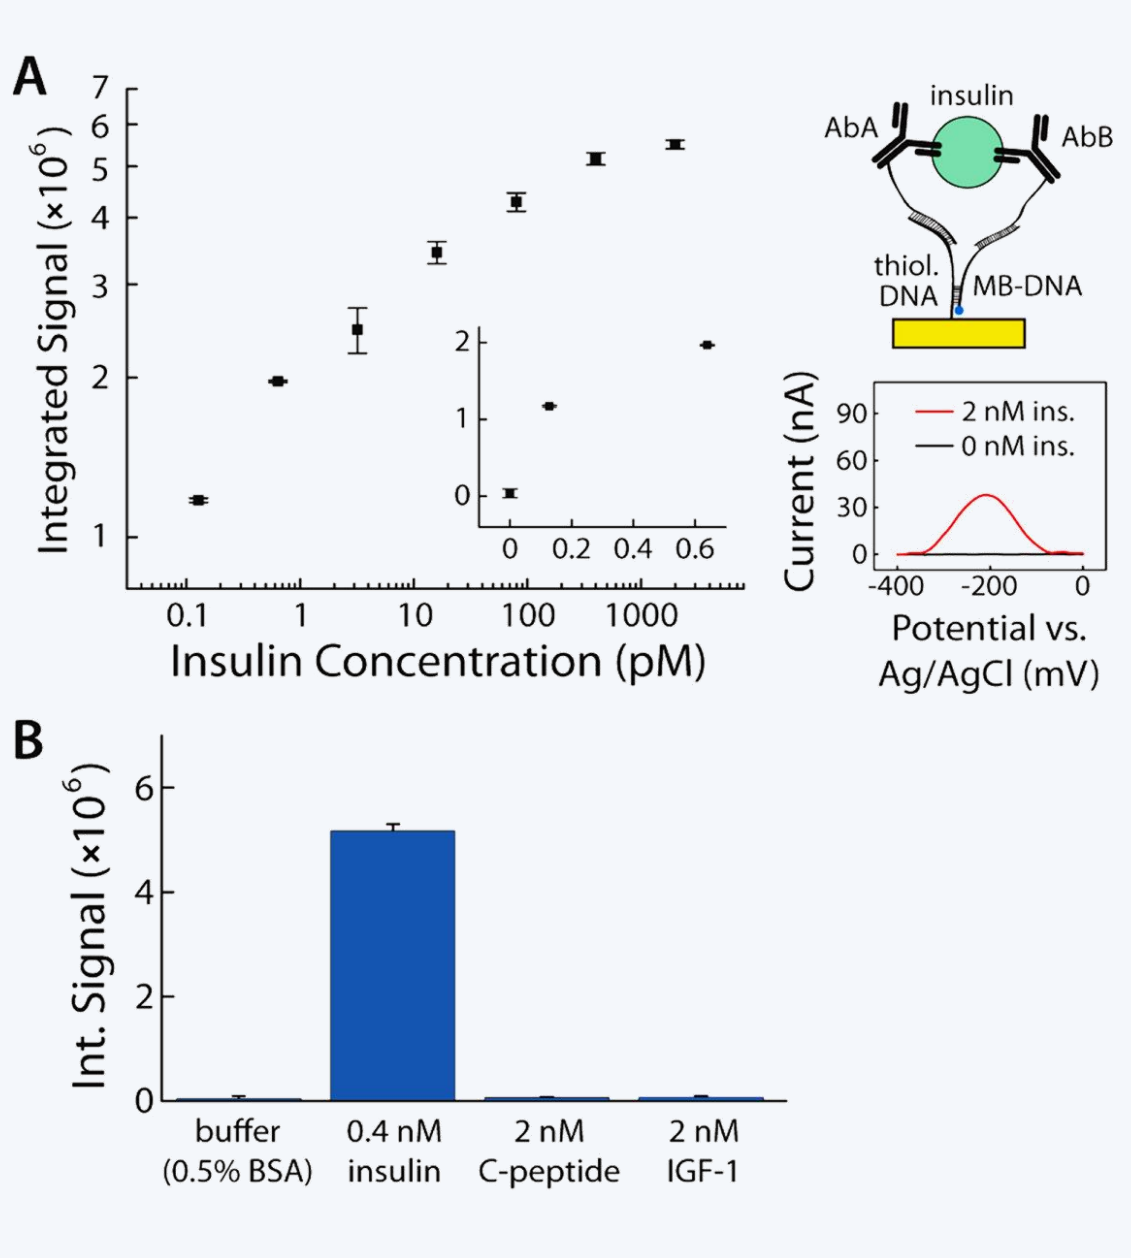 A
7
6
5
4
3
2
1
Integrated Signal (×10⁶)
0.1 1 10 100 1000
Insulin Concentration (pM)
2
1
0
0 0.2 0.4 0.6
insulin
AbA
AbB
thiol.
DNA
MB-DNA
Current (nA)
90
60
30
0
2 nM ins.
0 nM ins.
-400 -200 0
Potential vs.
Ag/AgCl (mV)
B
Int. Signal (×10⁶)
6
4
2
0
buffer
(0.5% BSA)
0.4 nM
insulin
2 nM
C-peptide
2 nM
IGF-1